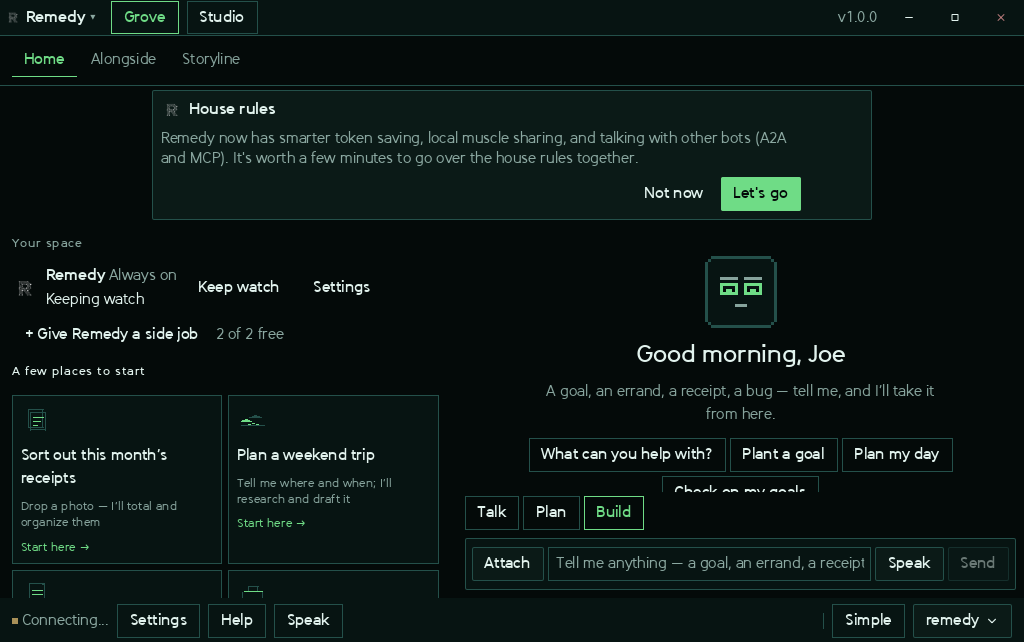 Remedy ▾ Grove Studio v1.0.0
Home Alongside Storyline
House rules
Remedy now has smarter token saving, local muscle sharing, and talking with other bots (A2A
and MCP). It's worth a few minutes to go over the house rules together.
Not now Let's go
Your space
Remedy Always on
Keeping watch
Keep watch Settings
+ Give Remedy a side job 2 of 2 free
A few places to start
Sort out this month's
receipts
Drop a photo — I'll total and
organize them
Start here →
Plan a weekend trip
Tell me where and when; I'll
research and draft it
Start here →
Good morning, Joe
A goal, an errand, a receipt, a bug — tell me, and I'll take it
from here.
What can you help with? Plant a goal Plan my day
Check on my goals
Talk Plan Build
Attach Tell me anything — a goal, an errand, a receipt Speak Send
Connecting... Settings Help Speak Simple remedy